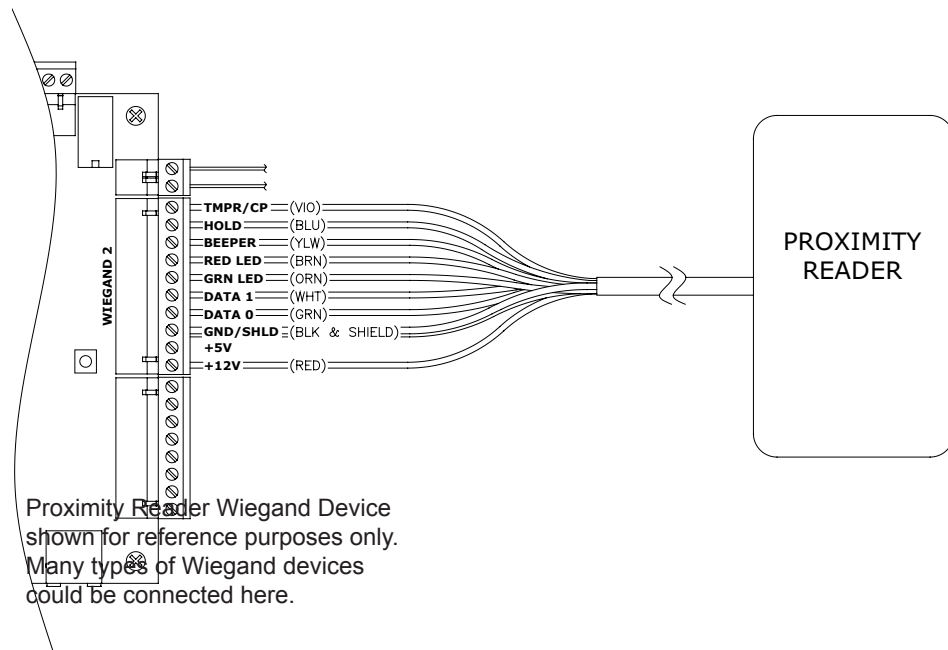 TMPR/CP (VIO)
HOLD (BLU)
BEEPER (YLW)
RED LED (BRN)
GRN LED (ORN)
DATA 1 (WHT)
DATA 0 (GRN)
GND/SHLD (BLK & SHIELD)
+5V
+12V (RED)
WIEGAND 2
PROXIMITY
READER
Proximity Reader Wiegand Device
shown for reference purposes only.
Many types of Wiegand devices
could be connected here.